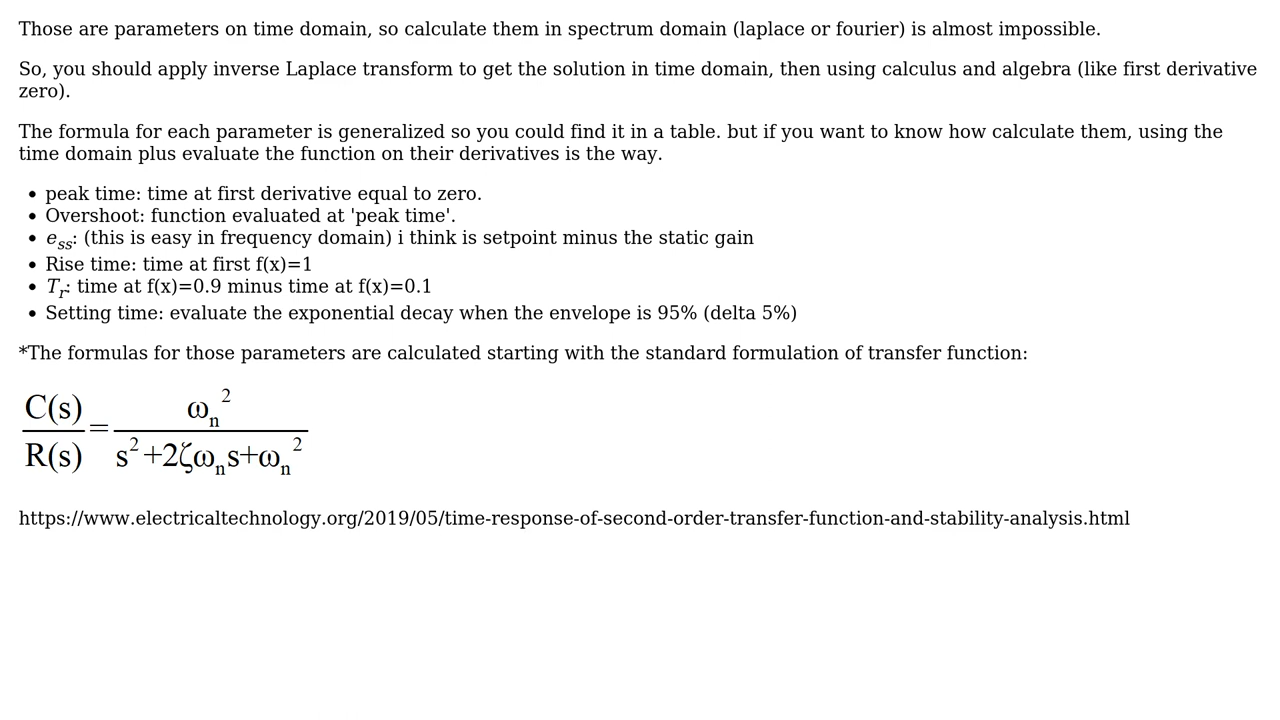 Those are parameters on time domain, so calculate them in spectrum domain (laplace or fourier) is almost impossible.
So, you should apply inverse Laplace transform to get the solution in time domain, then using calculus and algebra (like first derivative
zero).
The formula for each parameter is generalized so you could find it in a table. but if you want to know how calculate them, using the
time domain plus evaluate the function on their derivatives is the way.
• peak time: time at first derivative equal to zero.
• Overshoot: function evaluated at 'peak time'.
• e_ss: (this is easy in frequency domain) i think is setpoint minus the static gain
• Rise time: time at first f(x)=1
• T_r: time at f(x)=0.9 minus time at f(x)=0.1
• Setting time: evaluate the exponential decay when the envelope is 95% (delta 5%)
*The formulas for those parameters are calculated starting with the standard formulation of transfer function:
C(s)/R(s) = ω_n^2/(s^2+2ζω_n s+ω_n^2)
https://www.electricaltechnology.org/2019/05/time-response-of-second-order-transfer-function-and-stability-analysis.html